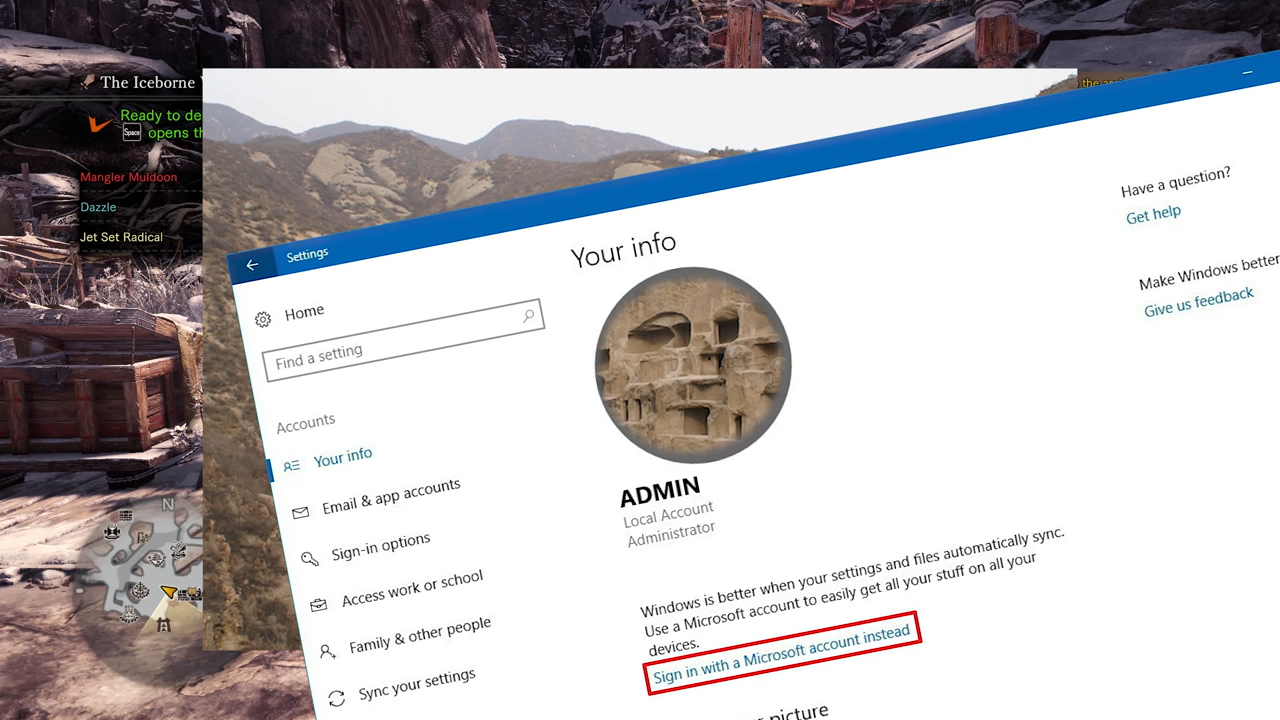 The Iceborne
Ready to de
Space opens th
Mangler Muldoon
Dazzle
Jet Set Radical
N
the
Settings
Home
Find a setting
Accounts
Your info
Email & app accounts
Sign-in options
Access work or school
Family & other people
Sync your settings
Your info
ADMIN
Local Account
Administrator
Windows is better when your settings and files automatically sync.
Use a Microsoft account to easily get all your stuff on all your
devices.
Sign in with a Microsoft account instead
picture
Have a question?
Get help
Make Windows better
Give us feedback